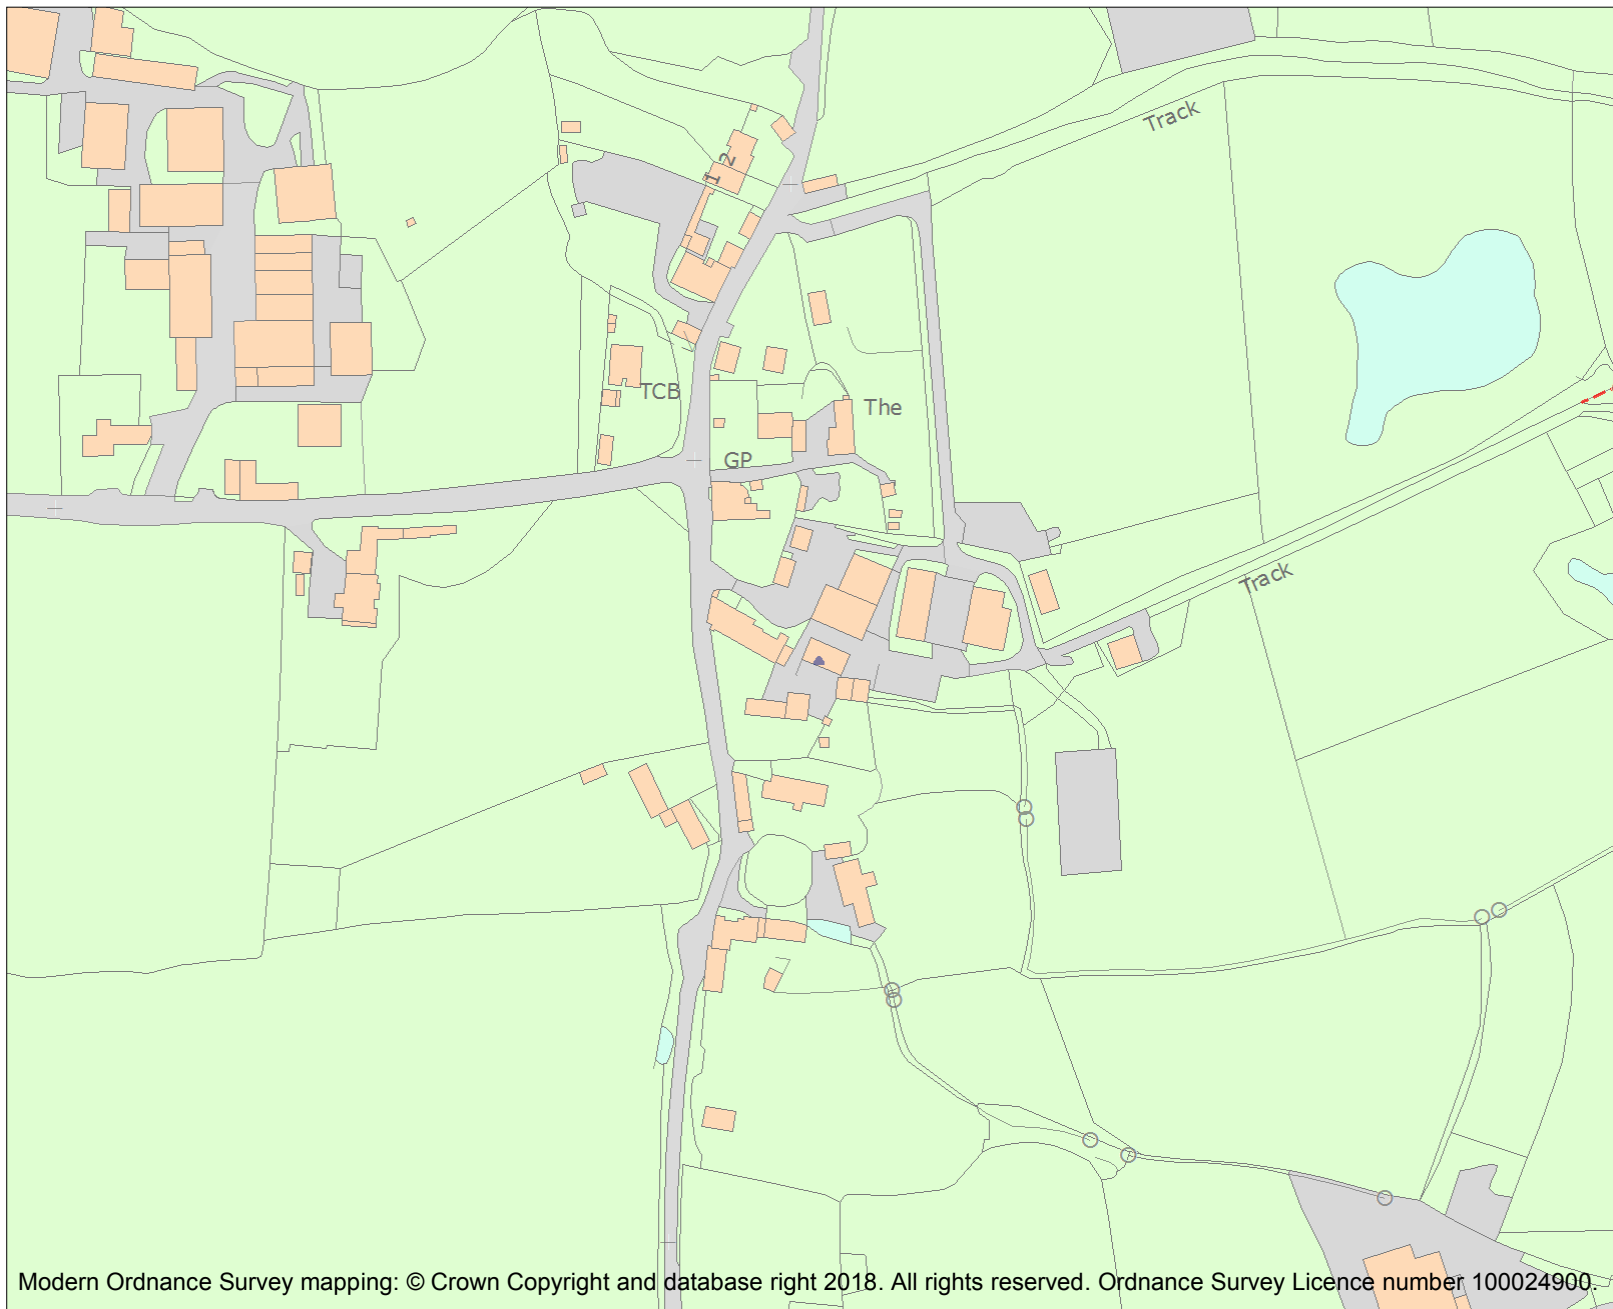 Track
2
1
TCB
The
GP
Track
Modern Ordnance Survey mapping: © Crown Copyright and database right 2018. All rights reserved. Ordnance Survey Licence number 100024900.